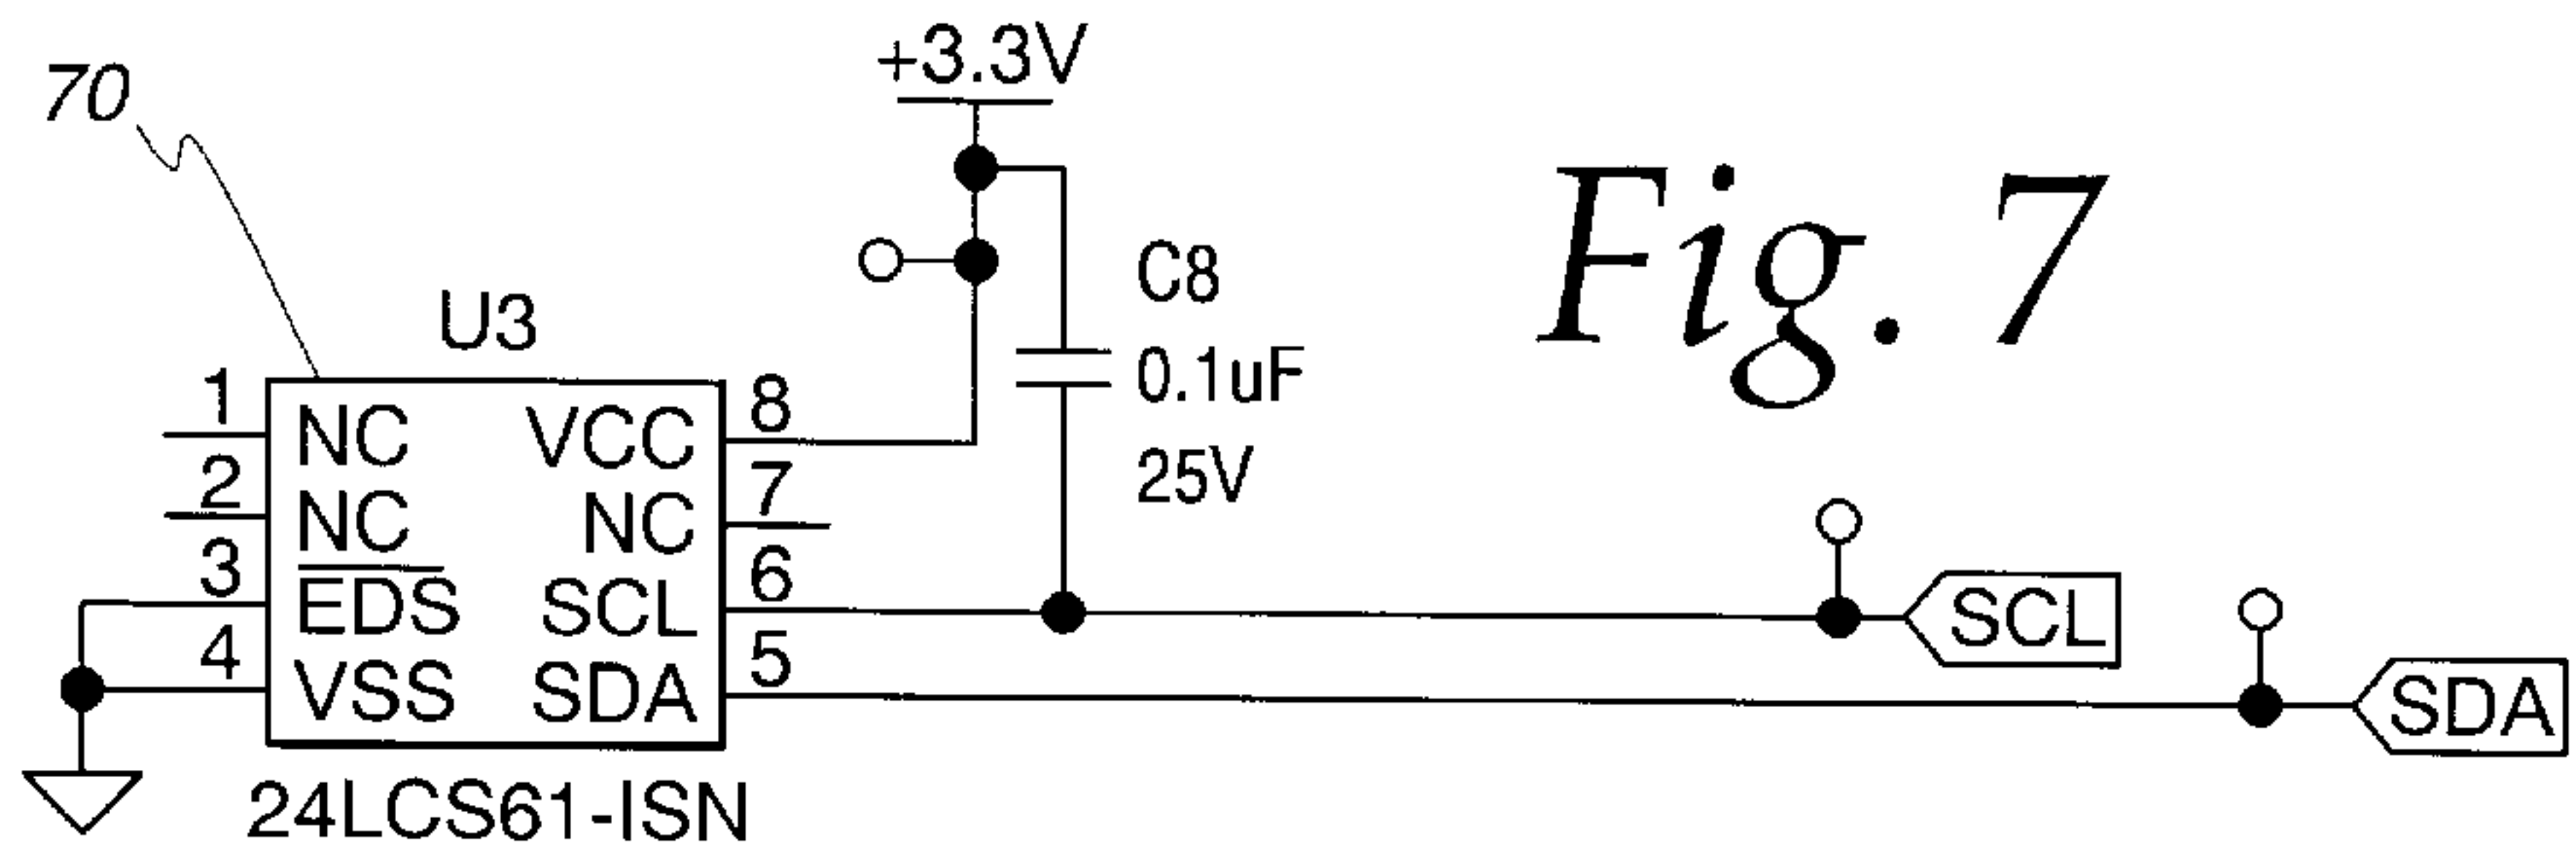 +3.3V
70
Fig. 7
C8
U3
0.1uF
1 NC VCC 8
25V
2 NC NC 7
3 EDS SCL 6
SCL
4 VSS SDA 5
SDA
24LCS61-ISN